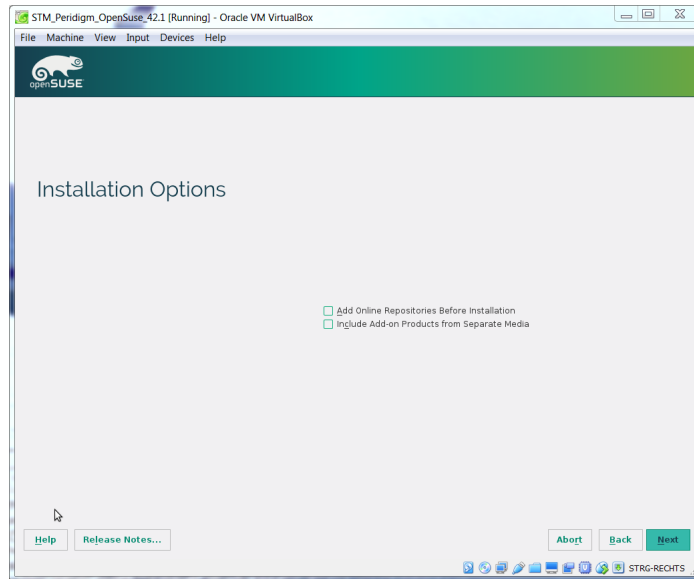 STM_Peridigm_OpenSuse_42.1 [Running] - Oracle VM VirtualBox
File Machine View Input Devices Help
openSUSE
Installation Options
Add Online Repositories Before Installation
Include Add-on Products from Separate Media
Help Release Notes... Abort Back Next
STRG-RECHTS